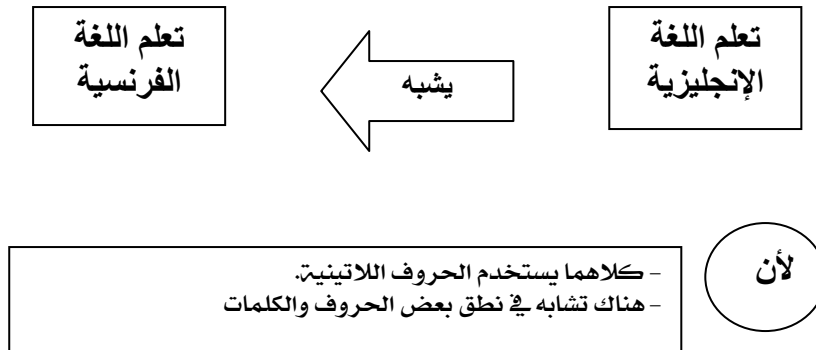 تعلم اللغة
الإنجليزية
يشبه
تعلم اللغة
الفرنسية
لأن
- كلاهما يستخدم الحروف اللاتينية.
- هناك تشابه في نطق بعض الحروف والكلمات